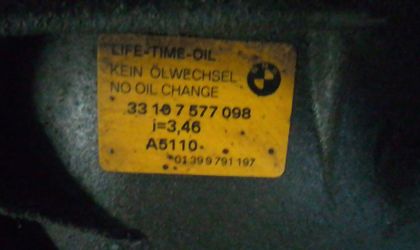 LIFE-TIME-OIL
KEIN ÖLWECHSEL
NO OIL CHANGE
33 10 7 577 098
i=3,46
A5110-
01 39 9 791 197